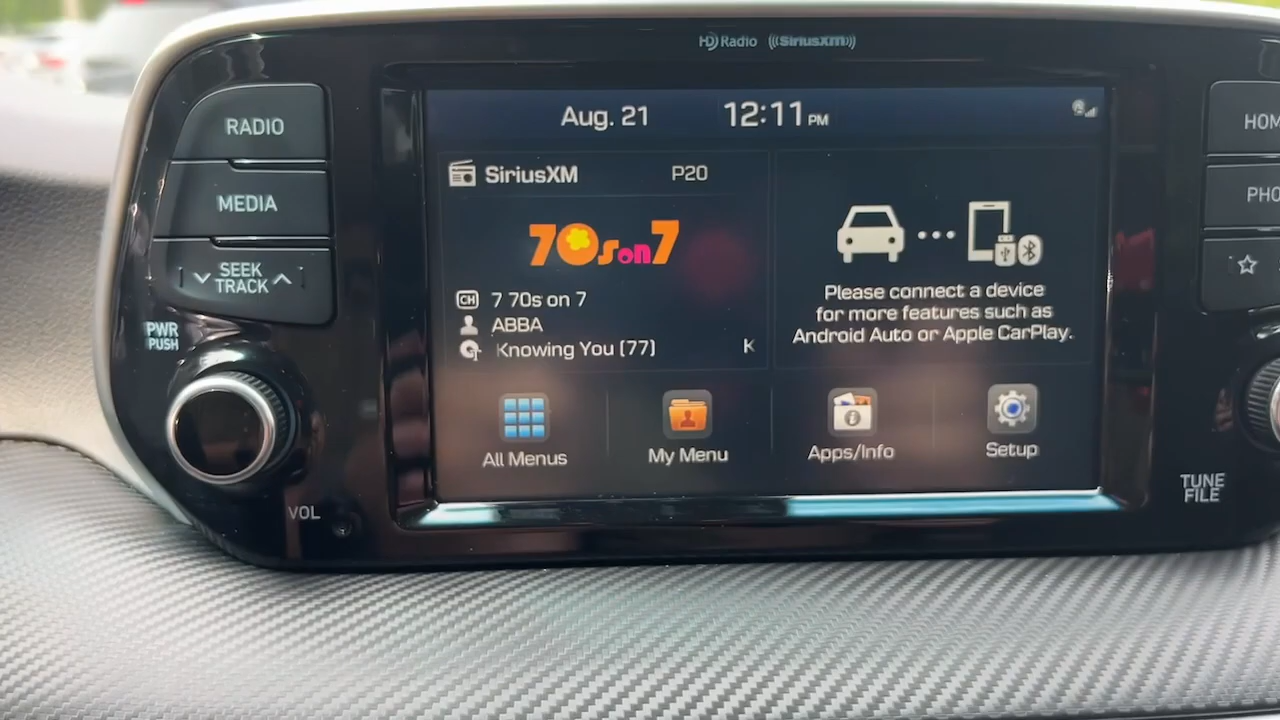 HD Radio ((SiriusXM))
RADIO
MEDIA
SEEK
TRACK
PWR
PUSH
VOL
Aug. 21 12:11 PM
SiriusXM P20
70s on 7
CH 7 70s on 7
ABBA
Knowing You (77) K
Please connect a device
for more features such as
Android Auto or Apple CarPlay.
All Menus
My Menu
Apps/Info
Setup
HOM
PHO
TUNE
FILE